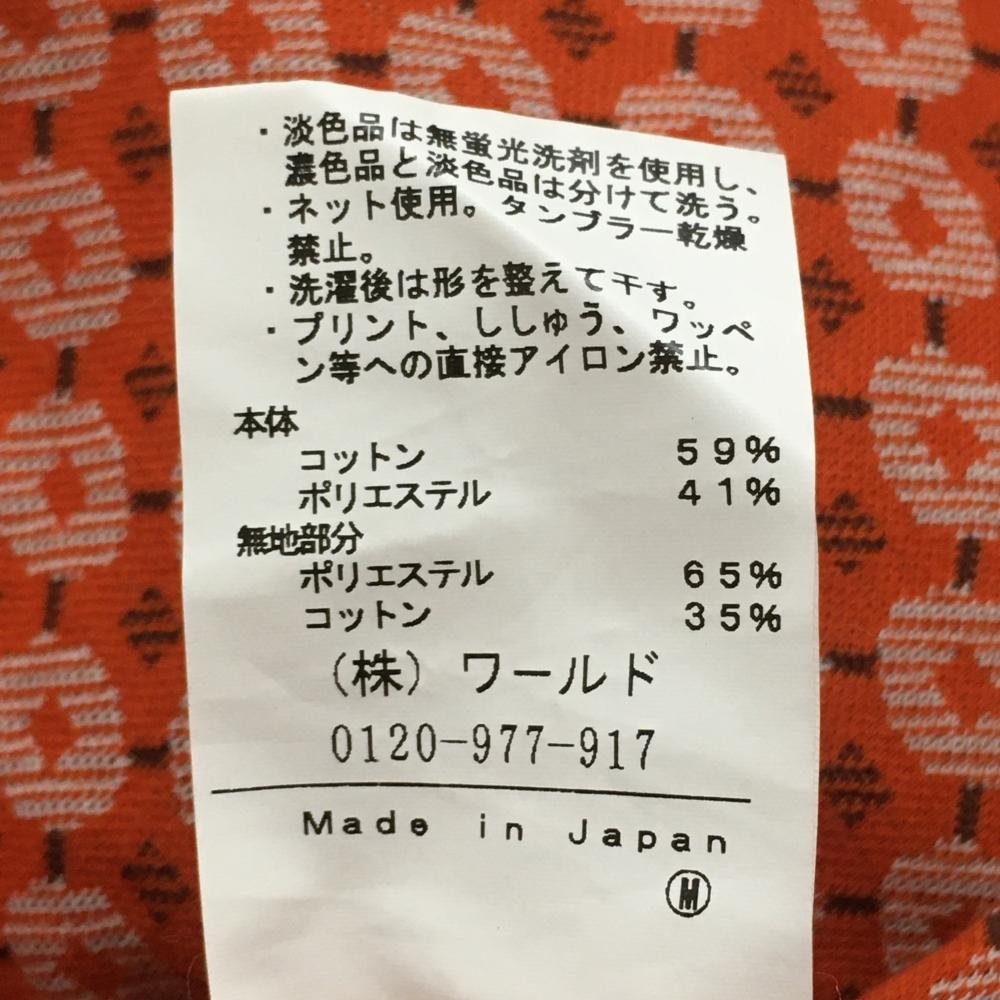 ・淡色品は無蛍光洗剤を使用し、
濃色品と淡色品は分けて洗う。
・ネット使用。タンブラー乾燥
禁止。
・洗濯後は形を整えて干す。
・プリント、ししゅう、ワッペ
ン等への直接アイロン禁止。
本体
コットン 59%
ポリエステル 41%
無地部分
ポリエステル 65%
コットン 35%
（株）ワールド
0120-977-917
Made in Japan
Ⓜ